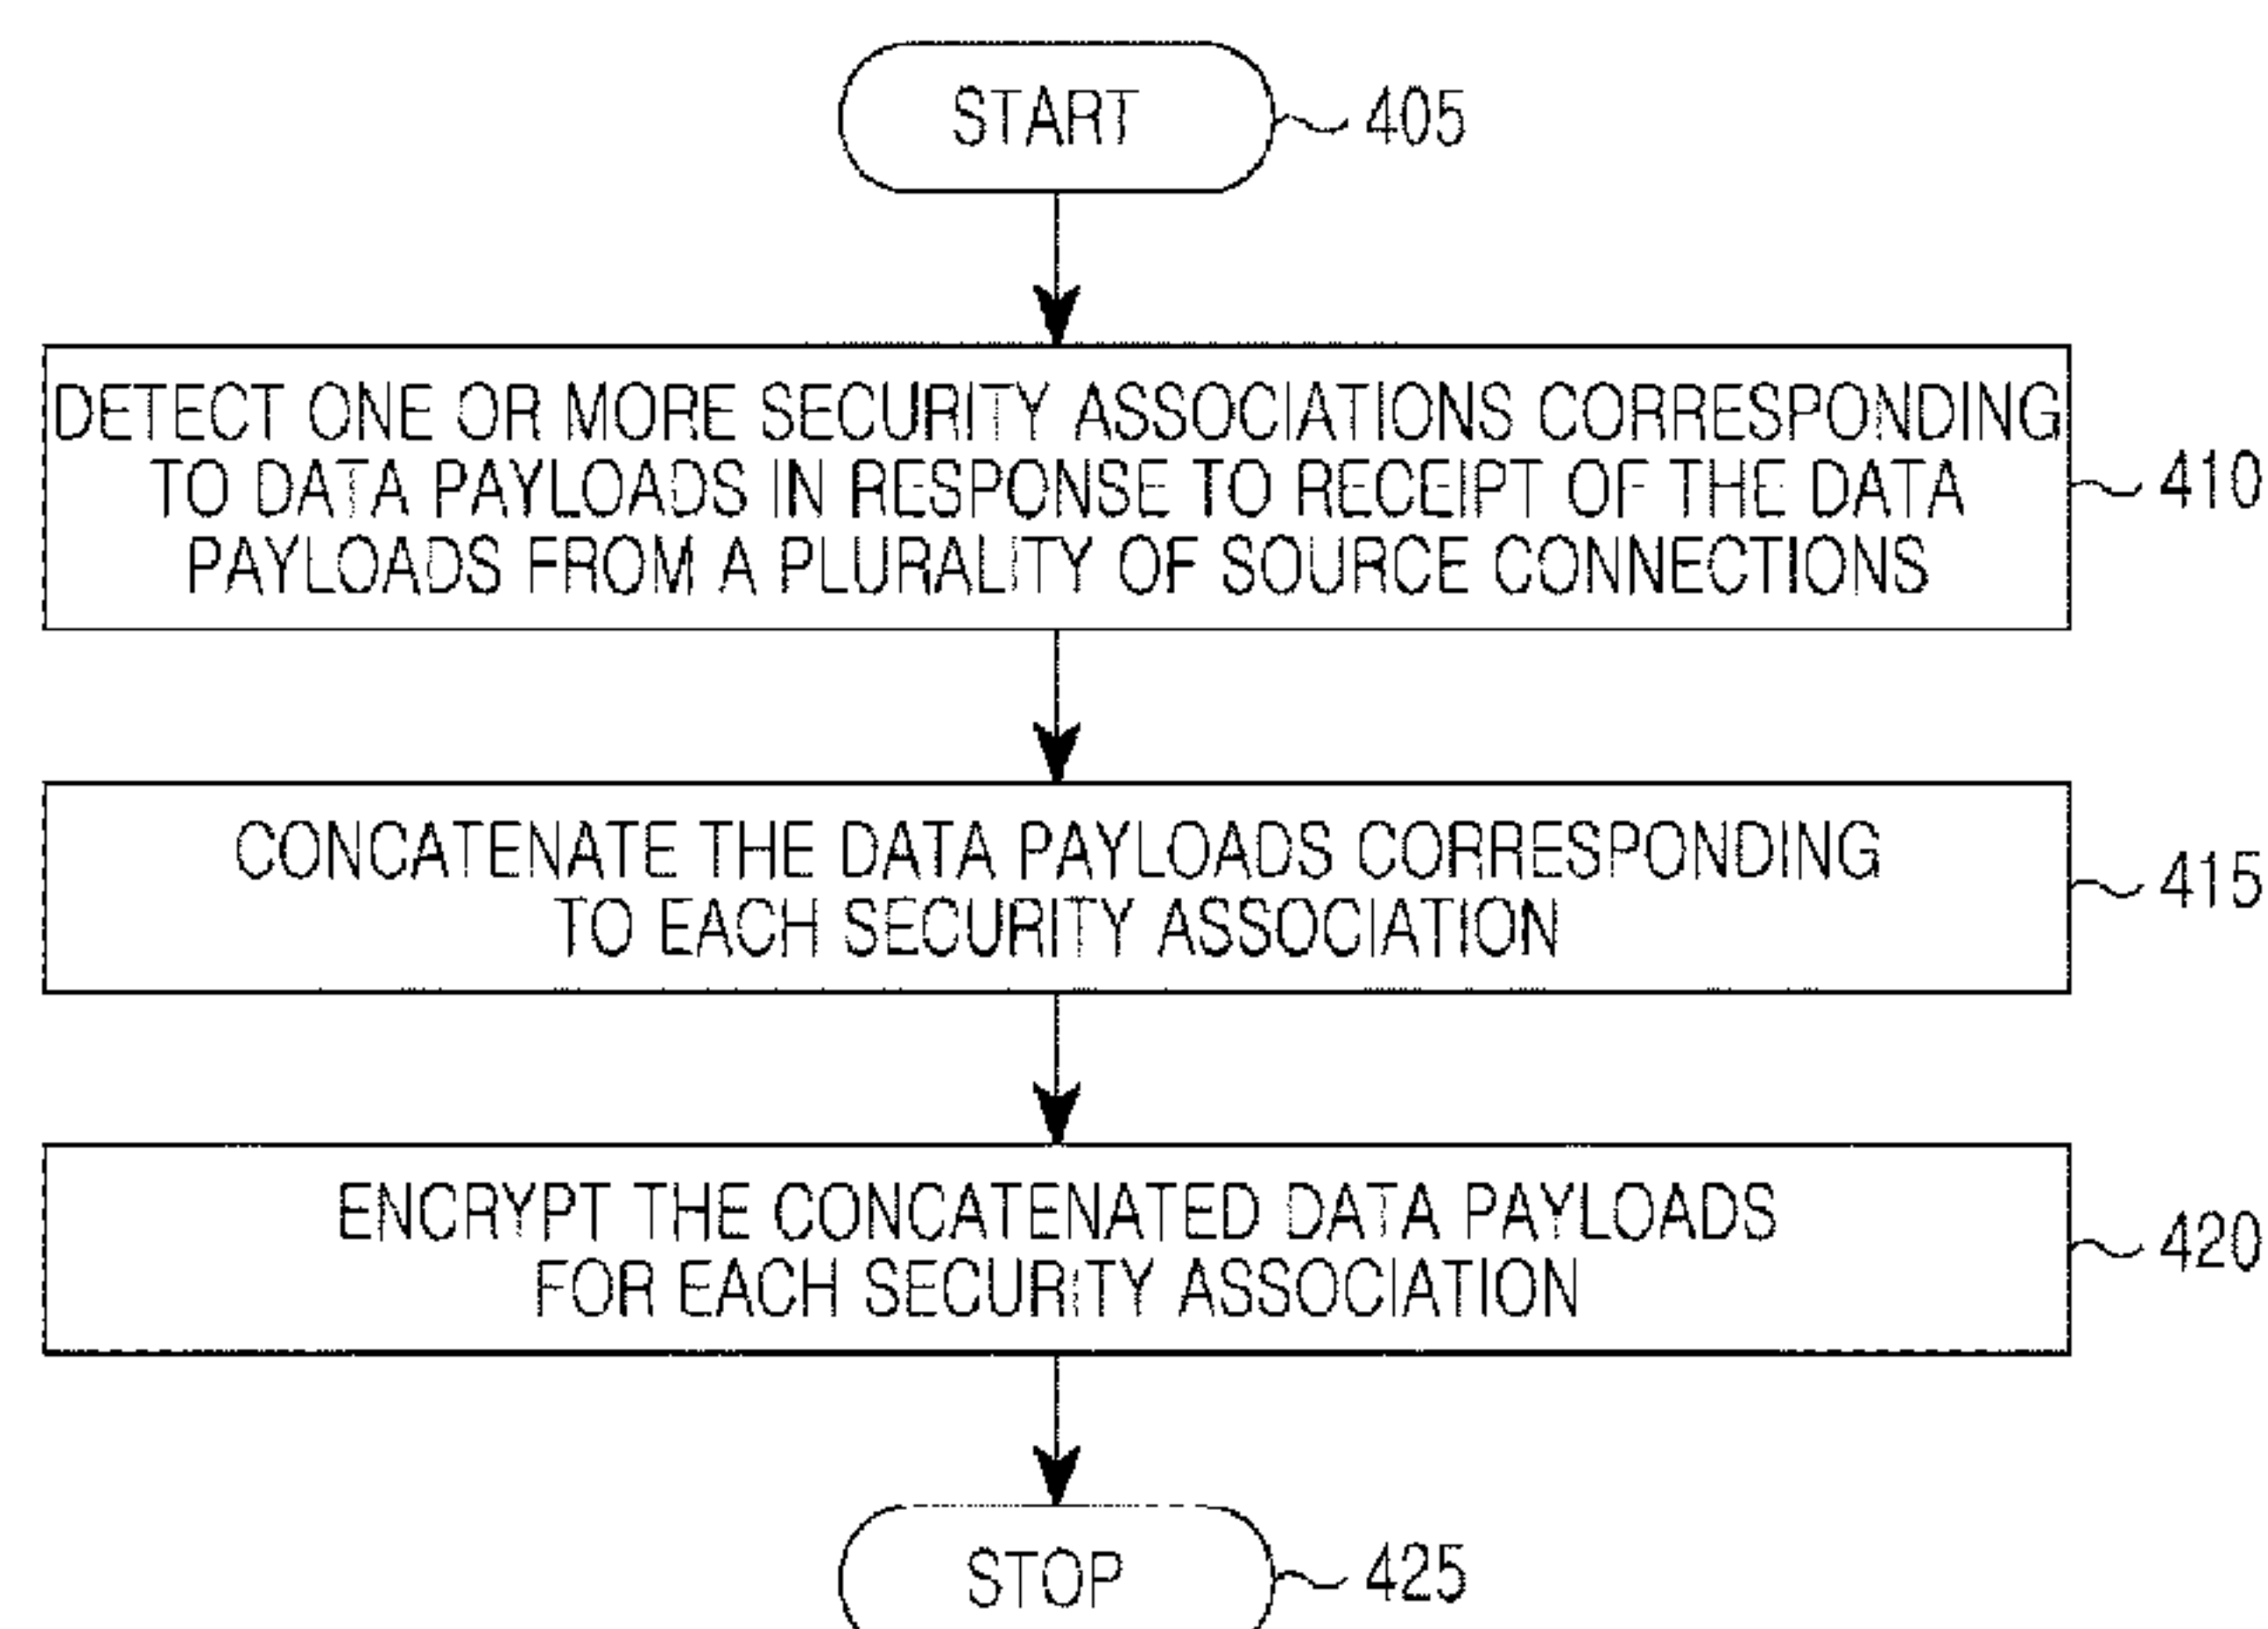 START 405
DETECT ONE OR MORE SECURITY ASSOCIATIONS CORRESPONDING
TO DATA PAYLOADS IN RESPONSE TO RECEIPT OF THE DATA
PAYLOADS FROM A PLURALITY OF SOURCE CONNECTIONS
410
CONCATENATE THE DATA PAYLOADS CORRESPONDING
TO EACH SECURITY ASSOCIATION
415
ENCRYPT THE CONCATENATED DATA PAYLOADS
FOR EACH SECURITY ASSOCIATION
420
STOP 425